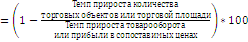 Темп прироста количества
торговых объектов или торговой площади
= (1 − ) * 100
Темп прироста товарооборота
или прибыли в сопоставимых ценах